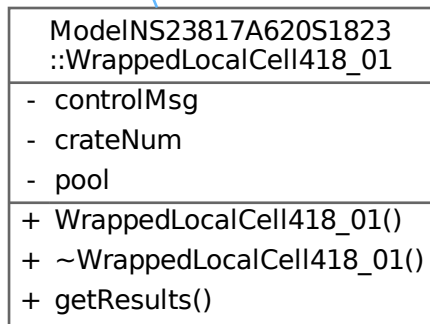 ModelNS23817A620S1823
::WrappedLocalCell418_01
- controlMsg
- crateNum
- pool
+ WrappedLocalCell418_01()
+ ~WrappedLocalCell418_01()
+ getResults()